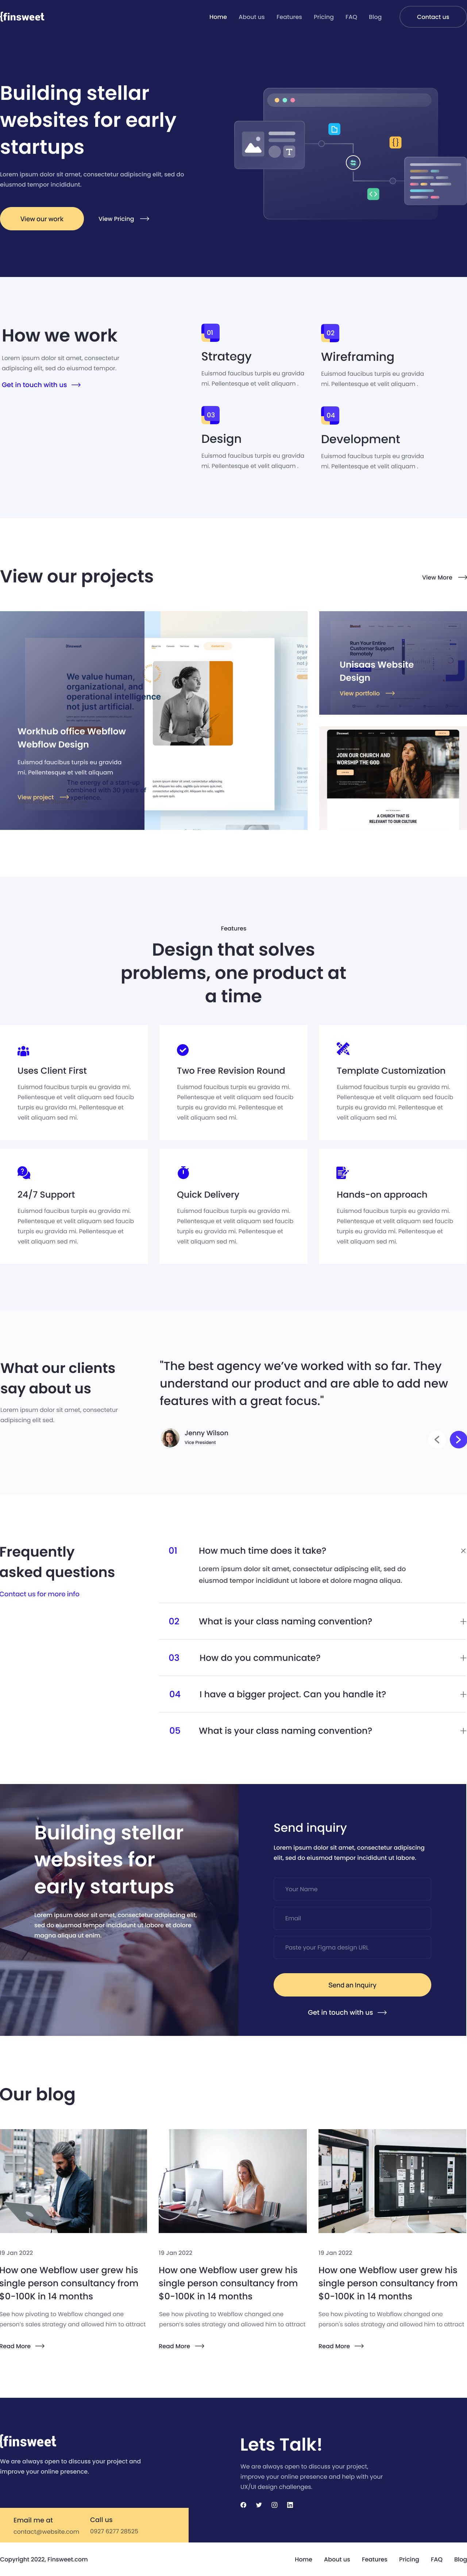 {finsweet
Home About us Features Pricing FAQ Blog Contact us
Building stellar
websites for early
startups
Lorem ipsum dolor sit amet, consectetur adipiscing elit, sed do
eiusmod tempor incididunt.
View our work View Pricing
How we work
Lorem ipsum dolor sit amet, consectetur
adipiscing elit, sed do eiusmod tempor.
Get in touch with us
01
Strategy
Euismod faucibus turpis eu gravida
mi. Pellentesque et velit aliquam .
02
Wireframing
Euismod faucibus turpis eu gravida
mi. Pellentesque et velit aliquam .
03
Design
Euismod faucibus turpis eu gravida
mi. Pellentesque et velit aliquam .
04
Development
Euismod faucibus turpis eu gravida
mi. Pellentesque et velit aliquam .
View our projects
View More
We value human,
organizational, and
operational intelligence
not just artificial.
Workhub office Webflow
Webflow Design
Euismod faucibus turpis eu gravida
mi. Pellentesque et velit aliquam
View project
Run Your Entire
Customer Support
Remotely
Unisaas Website
Design
View portfolio
JOIN OUR CHURCH AND
WORSHIP THE GOD
A CHURCH THAT IS
RELEVANT TO OUR CULTURE
Features
Design that solves
problems, one product at
a time
Uses Client First
Euismod faucibus turpis eu gravida mi.
Pellentesque et velit aliquam sed faucib
turpis eu gravida mi. Pellentesque et
velit aliquam sed mi.
Two Free Revision Round
Euismod faucibus turpis eu gravida mi.
Pellentesque et velit aliquam sed faucib
turpis eu gravida mi. Pellentesque et
velit aliquam sed mi.
Template Customization
Euismod faucibus turpis eu gravida mi.
Pellentesque et velit aliquam sed faucib
turpis eu gravida mi. Pellentesque et
velit aliquam sed mi.
24/7 Support
Euismod faucibus turpis eu gravida mi.
Pellentesque et velit aliquam sed faucib
turpis eu gravida mi. Pellentesque et
velit aliquam sed mi.
Quick Delivery
Euismod faucibus turpis eu gravida mi.
Pellentesque et velit aliquam sed faucib
turpis eu gravida mi. Pellentesque et
velit aliquam sed mi.
Hands-on approach
Euismod faucibus turpis eu gravida mi.
Pellentesque et velit aliquam sed faucib
turpis eu gravida mi. Pellentesque et
velit aliquam sed mi.
What our clients
say about us
Lorem ipsum dolor sit amet, consectetur
adipiscing elit sed.
"The best agency we’ve worked with so far. They
understand our product and are able to add new
features with a great focus."
Jenny Wilson
Vice President
Frequently
asked questions
Contact us for more info
01 How much time does it take?
Lorem ipsum dolor sit amet, consectetur adipiscing elit, sed do
eiusmod tempor incididunt ut labore et dolore magna aliqua.
02 What is your class naming convention?
03 How do you communicate?
04 I have a bigger project. Can you handle it?
05 What is your class naming convention?
Building stellar
websites for
early startups
Lorem ipsum dolor sit amet, consectetur adipiscing elit,
sed do eiusmod tempor incididunt ut labore et dolore
magna aliqua ut enim.
Send inquiry
Lorem ipsum dolor sit amet, consectetur adipiscing
elit, sed do eiusmod tempor incididunt ut labore.
Your Name
Email
Paste your Figma design URL
Send an Inquiry
Get in touch with us
Our blog
19 Jan 2022
How one Webflow user grew his
single person consultancy from
$0-100K in 14 months
See how pivoting to Webflow changed one
person’s sales strategy and allowed him to attract
Read More
19 Jan 2022
How one Webflow user grew his
single person consultancy from
$0-100K in 14 months
See how pivoting to Webflow changed one
person’s sales strategy and allowed him to attract
Read More
19 Jan 2022
How one Webflow user grew his
single person consultancy from
$0-100K in 14 months
See how pivoting to Webflow changed one
person’s sales strategy and allowed him to attract
Read More
{finsweet
We are always open to discuss your project and
improve your online presence.
Lets Talk!
We are always open to discuss your project,
improve your online presence and help with your
UX/UI design challenges.
Email me at
contact@website.com
Call us
0927 6277 28525
Copyright 2022, Finsweet.com
Home About us Features Pricing FAQ Blog